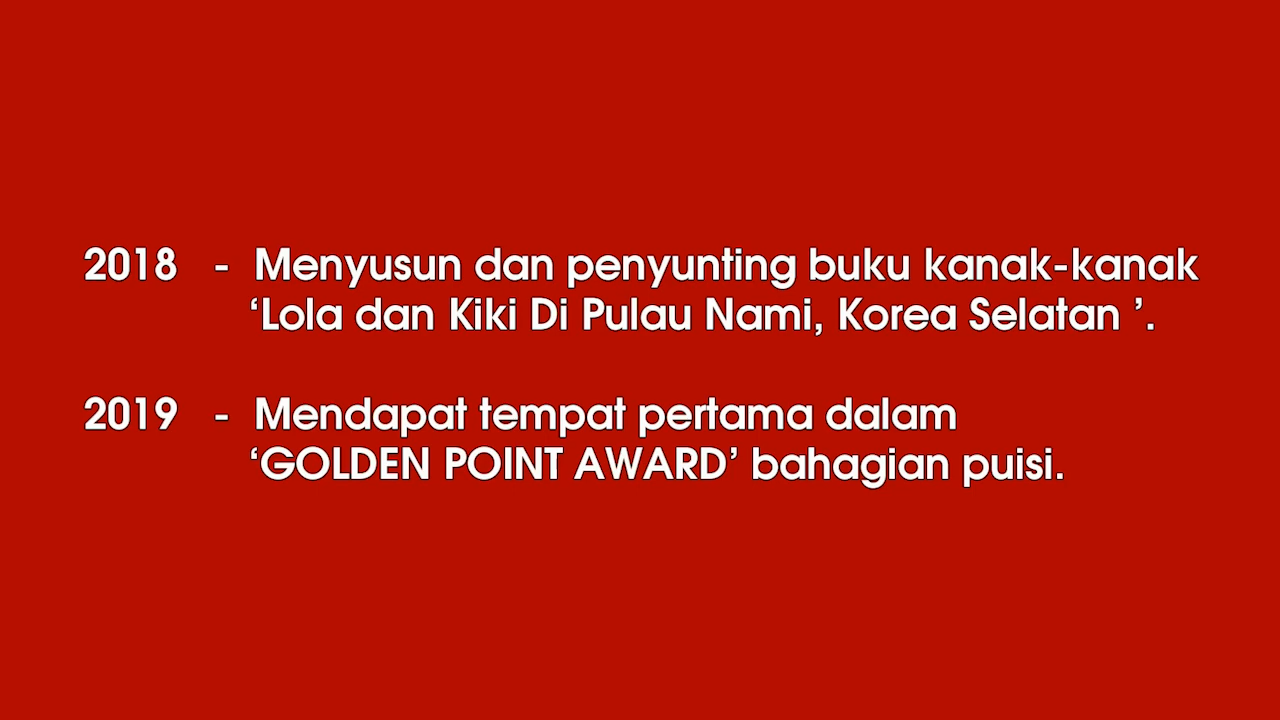 2018 - Menyusun dan penyunting buku kanak-kanak
‘Lola dan Kiki Di Pulau Nami, Korea Selatan ’.
2019 - Mendapat tempat pertama dalam
‘GOLDEN POINT AWARD’ bahagian puisi.